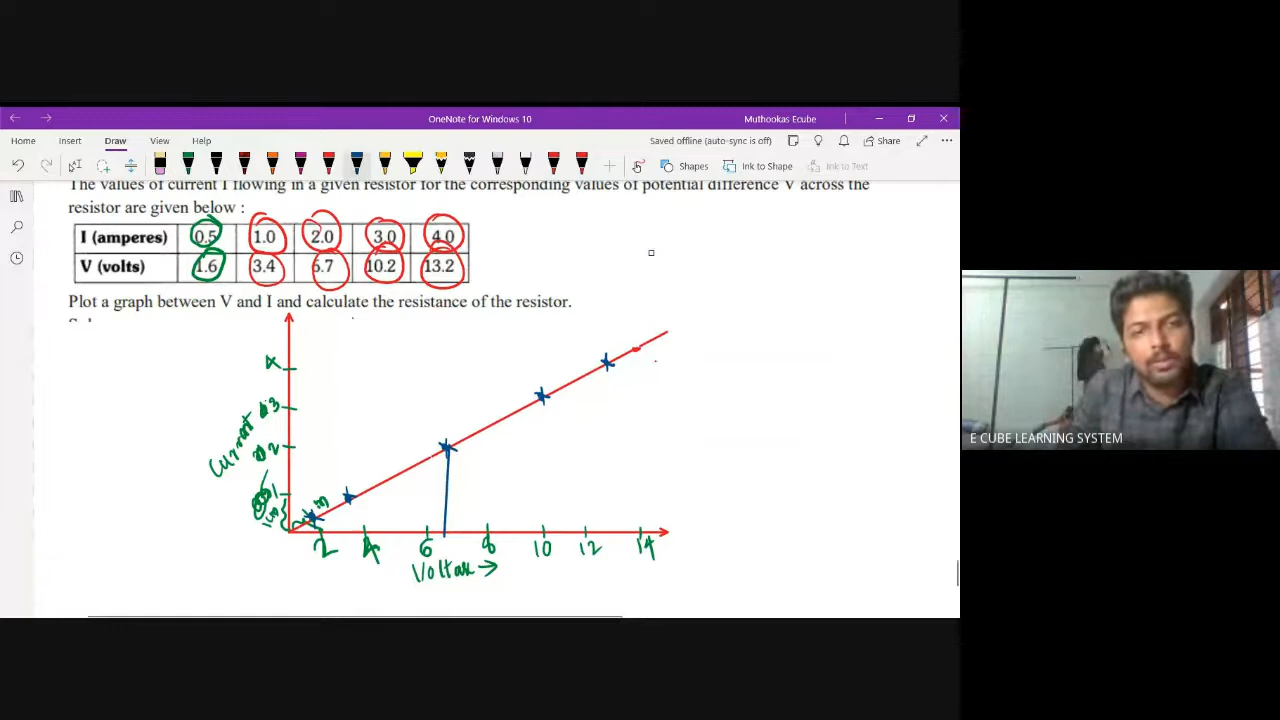 OneNote for Windows 10
Muthookas Ecube
Home Insert Draw View Help
Saved offline (auto-sync is off)
Share
Shapes Ink to Shape Ink to Text
The values of current I flowing in a given resistor for the corresponding values of potential difference V across the
resistor are given below :
I (amperes) 0.5 1.0 2.0 3.0 4.0
V (volts) 1.6 3.4 6.7 10.2 13.2
Plot a graph between V and I and calculate the resistance of the resistor.
4
3
Current
2
1
2 4 6 8 10 12 14
E CUBE LEARNING SYSTEM